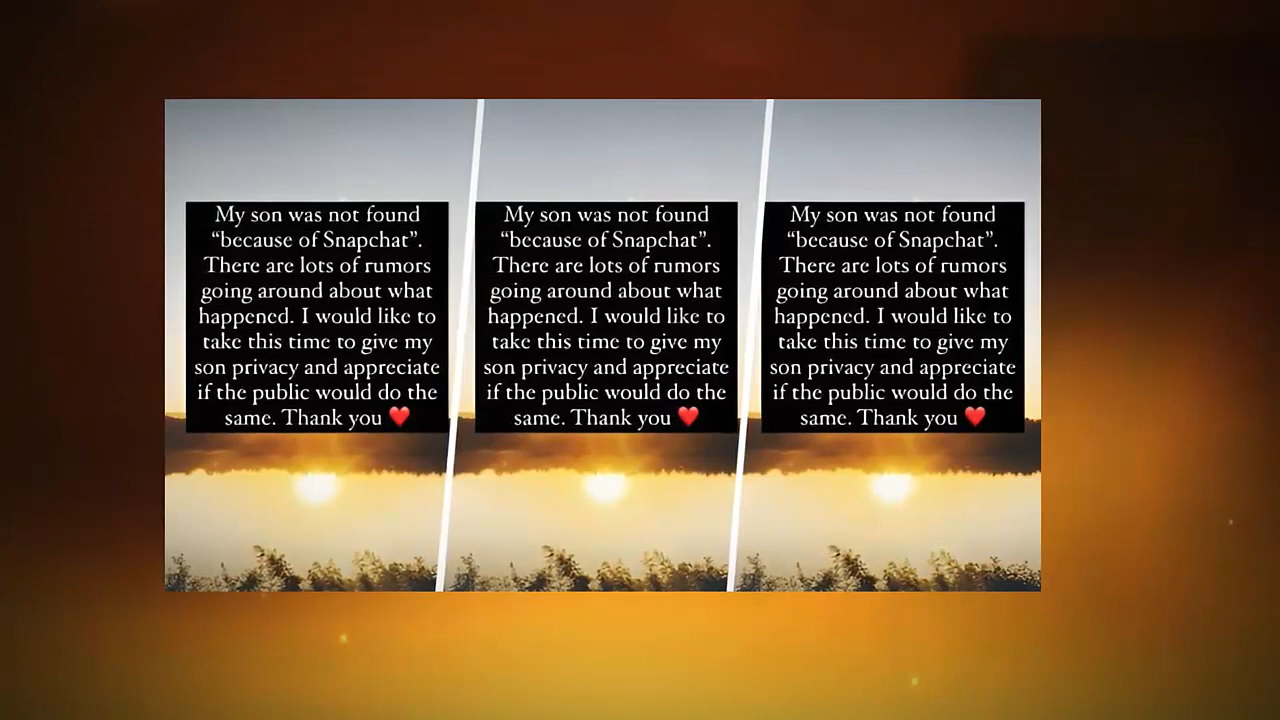 My son was not found
“because of Snapchat”.
There are lots of rumors
going around about what
happened. I would like to
take this time to give my
son privacy and appreciate
if the public would do the
same. Thank you ❤️
My son was not found
“because of Snapchat”.
There are lots of rumors
going around about what
happened. I would like to
take this time to give my
son privacy and appreciate
if the public would do the
same. Thank you ❤️
My son was not found
“because of Snapchat”.
There are lots of rumors
going around about what
happened. I would like to
take this time to give my
son privacy and appreciate
if the public would do the
same. Thank you ❤️